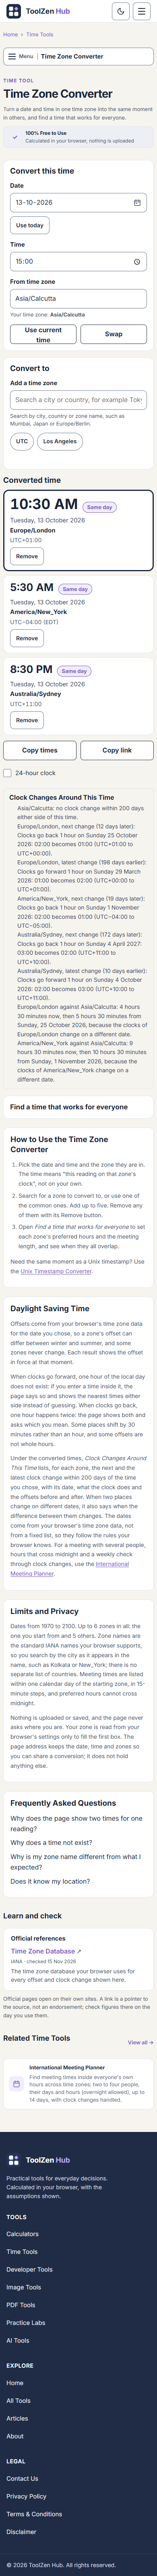 ToolZen Hub
Home › Time Tools
Menu | Time Zone Converter
TIME TOOL
Time Zone Converter
Turn a date and time in one time zone into the same moment
in others, and find a time that works for everyone.
100% Free to Use
Calculated in your browser, nothing is uploaded
Convert this time
Date
13-10-2026
Use today
Time
15:00
From time zone
Asia/Calcutta
Your time zone: Asia/Calcutta
Use current
time
Swap
Convert to
Add a time zone
Search city or country, for example Toky
Search by city, country or zone name, such as
Mumbai, Japan or Europe/Berlin.
UTC
Los Angeles
Converted time
10:30 AM Same day
Tuesday, 13 October 2026
Europe/London
UTC+01:00
Remove
5:30 AM Same day
Tuesday, 13 October 2026
America/New_York
UTC−04:00 (EDT)
Remove
8:30 PM Same day
Tuesday, 13 October 2026
Australia/Sydney
UTC+11:00
Remove
Copy times
Copy link
24-hour clock
Clock Changes Around This Time
Asia/Calcutta: no clock change within 200 days
either side of this time.
Europe/London, next change (12 days later):
Clocks go back 1 hour on Sunday 25 October
2026: 02:00 becomes 01:00 (UTC+01:00 to
UTC+00:00).
Europe/London, latest change (198 days earlier):
Clocks go forward 1 hour on Sunday 29 March
2026: 01:00 becomes 02:00 (UTC+00:00 to
UTC+01:00).
America/New_York, next change (19 days later):
Clocks go back 1 hour on Sunday 1 November
2026: 02:00 becomes 01:00 (UTC−04:00 to
UTC−05:00).
Australia/Sydney, next change (172 days later):
Clocks go back 1 hour on Sunday 4 April 2027:
03:00 becomes 02:00 (UTC+11:00 to
UTC+10:00).
Australia/Sydney, latest change (10 days earlier):
Clocks go forward 1 hour on Sunday 4 October
2026: 02:00 becomes 03:00 (UTC+10:00 to
UTC+11:00).
Europe/London against Asia/Calcutta: 4 hours
30 minutes now, then 5 hours 30 minutes from
Sunday, 25 October 2026, because the clocks of
Europe/London change on a different date.
America/New_York against Asia/Calcutta: 9
hours 30 minutes now, then 10 hours 30 minutes
from Sunday, 1 November 2026, because the
clocks of America/New_York change on a
different date.
Find a time that works for everyone
How to Use the Time Zone
Converter
1. Pick the date and time and the zone they are in.
The line means "this reading on that zone's
clock", not on your own.
2. Search for a zone to convert to, or use one of
the common ones. Add up to five. Remove any
of them with its Remove button.
3. Open Find a time that works for everyone to set
each zone's preferred hours and the meeting
length, and see when they all overlap.
Need the same moment as a Unix timestamp? Use
the Unix Timestamp Converter.
Daylight Saving Time
Offsets come from your browser's time zone data
for the date you chose, so a zone's offset can
differ between winter and summer, and some
zones never change. Each result shows the offset
in force at that moment.
When clocks go forward, one hour of the local day
does not exist: if you enter a time inside it, the
page says so and shows the nearest times either
side instead of guessing. When clocks go back,
one hour happens twice: the page shows both and
asks which you mean. Some places shift by thirty
minutes rather than an hour, and some offsets are
not whole hours.
Under the converted times, Clock Changes Around
This Time lists, for each zone, the next and the
latest clock change within 200 days of the time
you chose, with its date, what the clock does and
the offsets before and after. When two places
change on different dates, it also says when the
difference between them changes. The dates
come from your browser's time zone data, not
from a fixed list, so they follow the rules your
browser knows. For a meeting with several people,
hours that cross midnight and a weekly check
through clock changes, use the International
Meeting Planner.
Limits and Privacy
Dates from 1970 to 2100. Up to 6 zones in all: the
one you start from and 5 others. Zone names are
the standard IANA names your browser supports,
so you search by the city as it appears in the
name, such as Kolkata or New_York; there is no
separate list of countries. Meeting times are listed
within one calendar day of the starting zone, in 15-
minute steps, and preferred hours cannot cross
midnight.
Nothing is uploaded or saved, and the page never
asks where you are. Your zone is read from your
browser's settings only to fill the first box. The
page address keeps the date, time and zones so
you can share a conversion; it does not hold
anything else.
Frequently Asked Questions
Why does the page show two times for one
reading?
Why does a time not exist?
Why is my zone name different from what I
expected?
Does it know my location?
Learn and check
Official references
Time Zone Database ↗
IANA · checked 15 Nov 2026
The time zone database your browser uses for
every offset and clock change shown here.
Official pages open on their own sites. A link is a pointer to
the source, not an endorsement; check figures there on the
day you use them.
Related Time Tools
View all →
International Meeting Planner
Find meeting times inside everyone's own
hours across time zones: two to four people,
their days and hours (overnight allowed), up to
14 days, with clock changes handled.
ToolZen Hub
Practical tools for everyday decisions.
Calculated in your browser, with the
assumptions shown.
TOOLS
Calculators
Time Tools
Developer Tools
Image Tools
PDF Tools
Practice Labs
AI Tools
EXPLORE
Home
All Tools
Articles
About
LEGAL
Contact Us
Privacy Policy
Terms & Conditions
Disclaimer
© 2026 ToolZen Hub. All rights reserved.